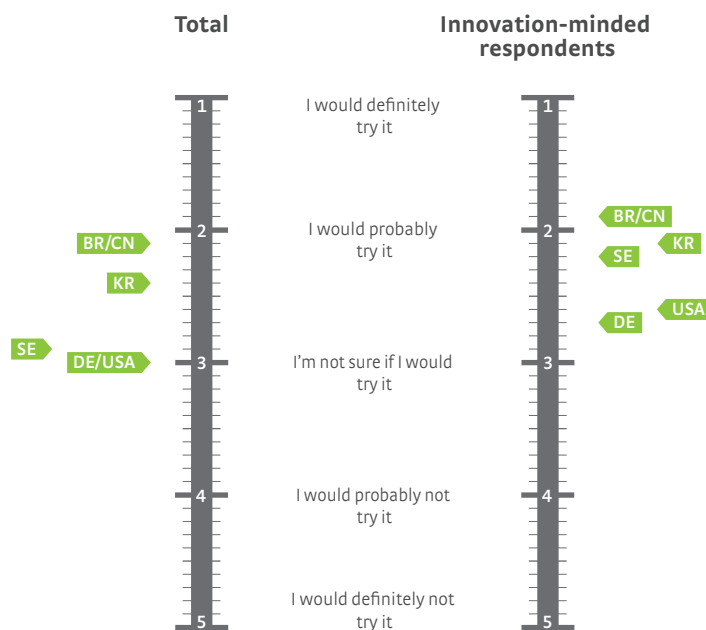 Total
Innovation-minded
respondents
1
I would definitely
try it
1
BR/CN
2
I would probably
try it
2
BR/CN
KR
SE
KR
SE
DE/USA
3
I'm not sure if I would
try it
3
USA
DE
4
I would probably not
try it
4
5
I would definitely not
try it
5